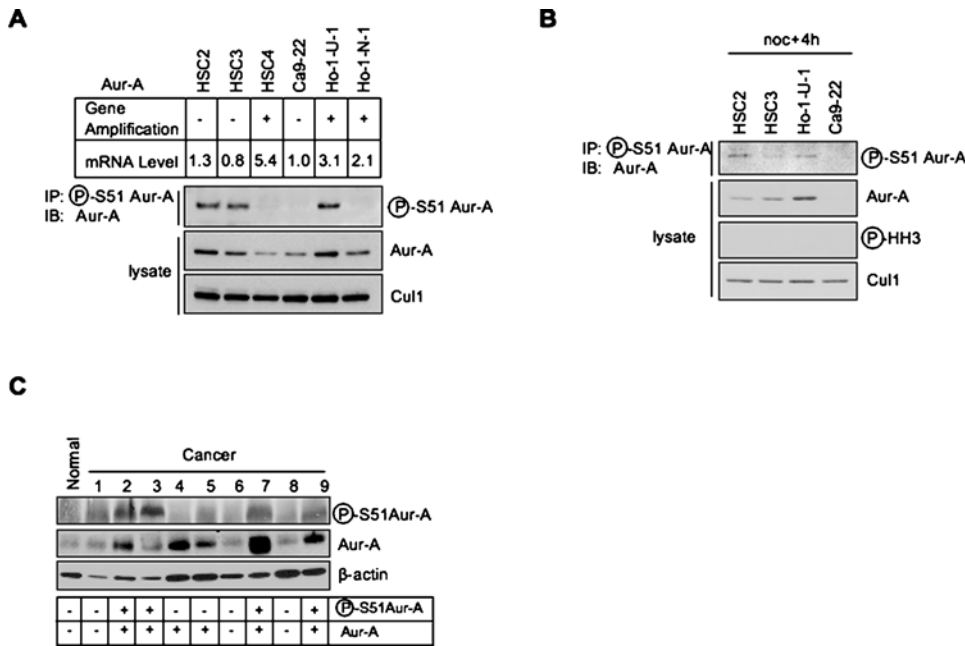 A
Aur-A
HSC2
HSC3
HSC4
Ca9-22
Ho-1-U-1
Ho-1-N-1
Gene Amplification - - + - + +
mRNA Level 1.3 0.8 5.4 1.0 3.1 2.1
IP: Ⓟ-S51 Aur-A
IB: Aur-A
Ⓟ-S51 Aur-A
lysate
Aur-A
Cul1
B
noc+4h
HSC2
HSC3
Ho-1-U-1
Ca9-22
IP: Ⓟ-S51 Aur-A
IB: Aur-A
Ⓟ-S51 Aur-A
lysate
Aur-A
Ⓟ-HH3
Cul1
C
Normal
Cancer
1 2 3 4 5 6 7 8 9
Ⓟ-S51Aur-A
Aur-A
β-actin
- - + + - - - + - + Ⓟ-S51Aur-A
- - + + + + - + - + Aur-A